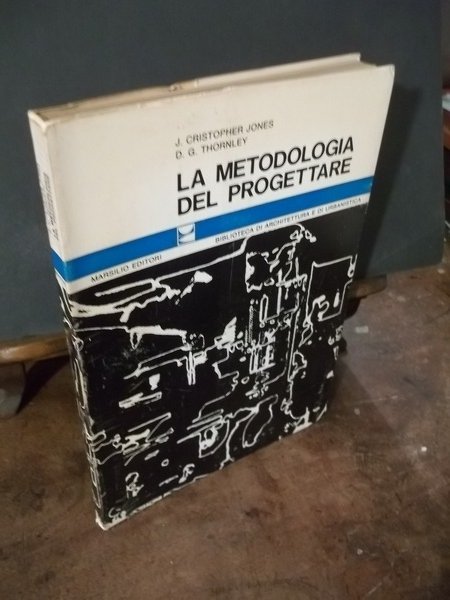 J. CRISTOPHER JONES
D. G. THORNLEY
LA METODOLOGIA
DEL PROGETTARE
MARSILIO EDITORI
BIBLIOTECA DI ARCHITETTURA E DI URBANISTICA